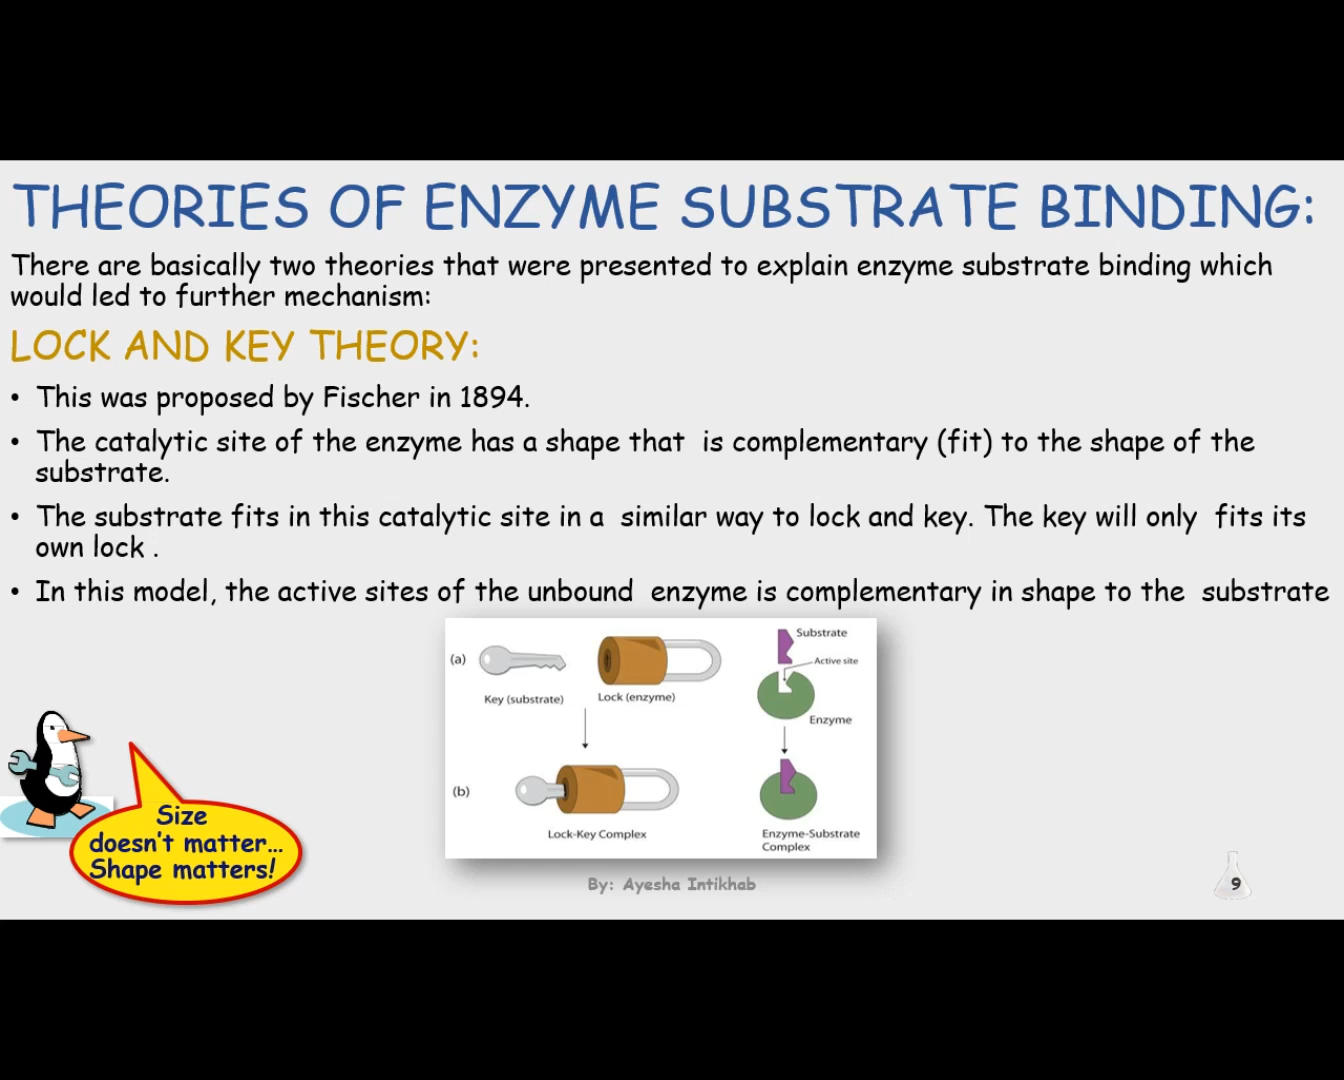 THEORIES OF ENZYME SUBSTRATE BINDING:
There are basically two theories that were presented to explain enzyme substrate binding which
would led to further mechanism:
LOCK AND KEY THEORY:
• This was proposed by Fischer in 1894.
• The catalytic site of the enzyme has a shape that is complementary (fit) to the shape of the
substrate.
• The substrate fits in this catalytic site in a similar way to lock and key. The key will only fits its
own lock .
• In this model, the active sites of the unbound enzyme is complementary in shape to the substrate
(a)
Key (substrate)
Lock (enzyme)
Substrate
Active site
Enzyme
(b)
Lock-Key Complex
Enzyme-Substrate
Complex
Size
doesn't matter...
Shape matters!
By: Ayesha Intikhab
9